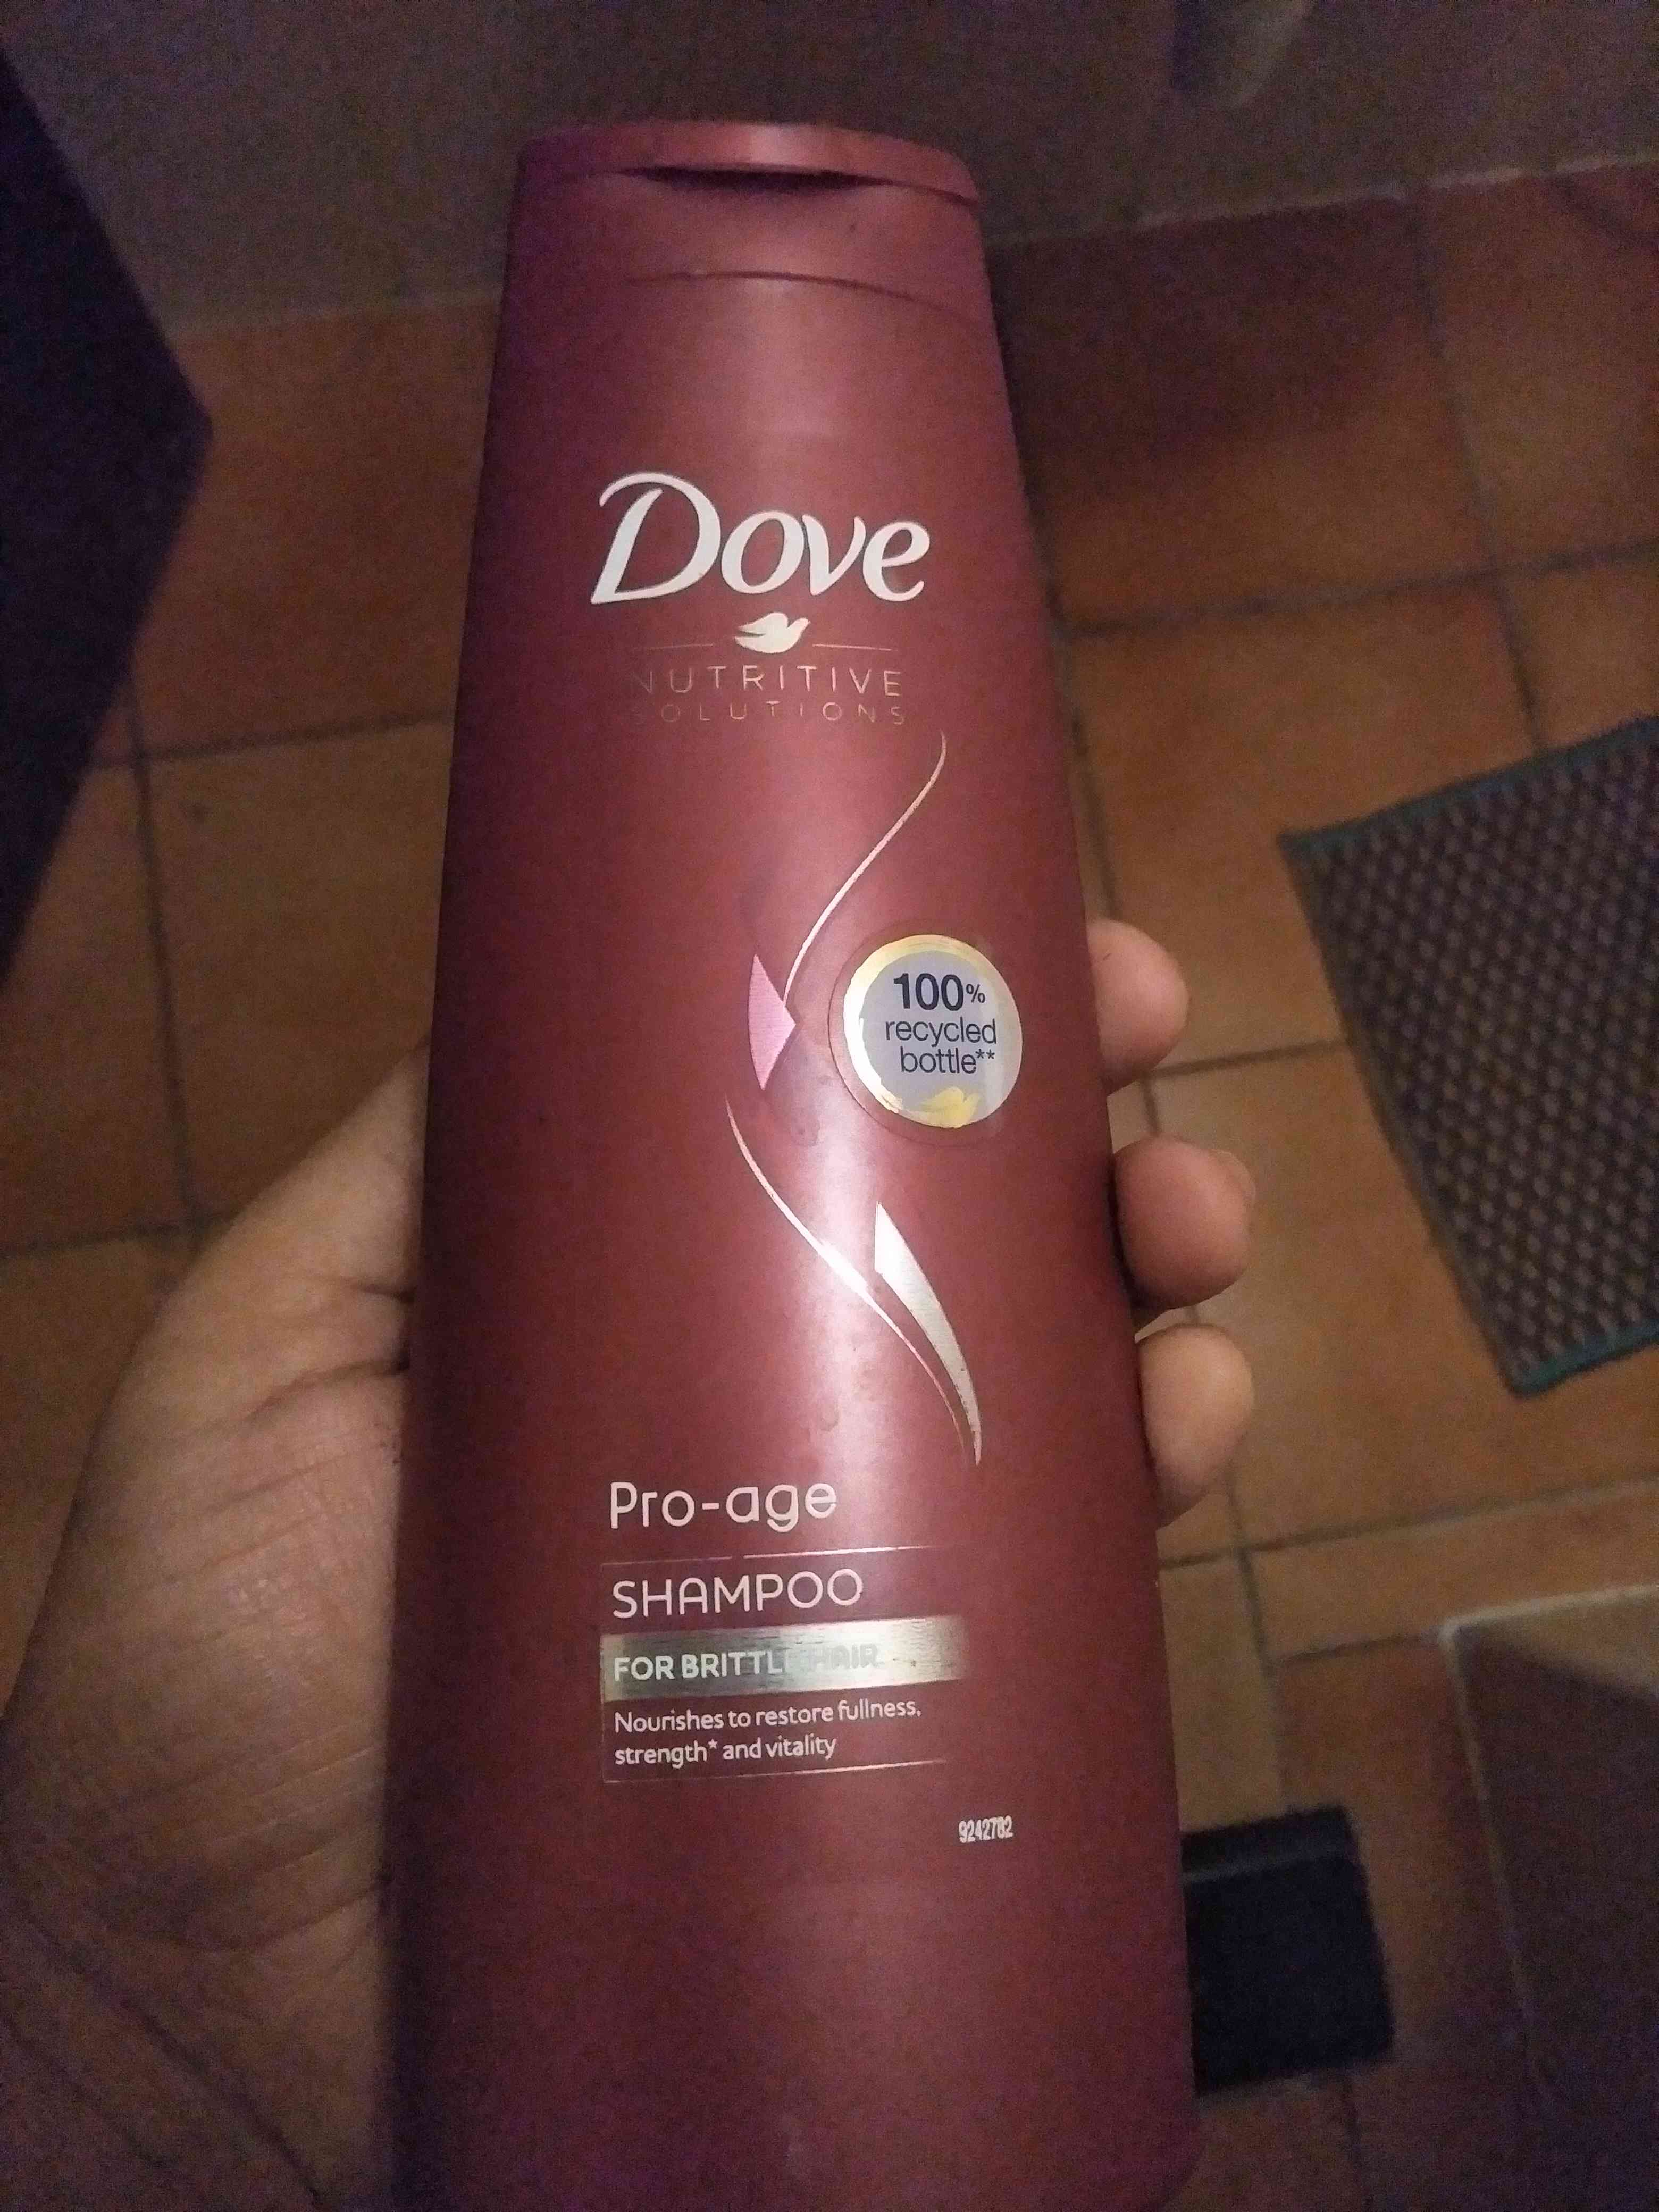 Dove
NUTRITIVE
SOLUTIONS
100%
recycled
bottle**
Pro-age
SHAMPOO
FOR BRITTLE HAIR
Nourishes to restore fullness,
strength* and vitality
9242782